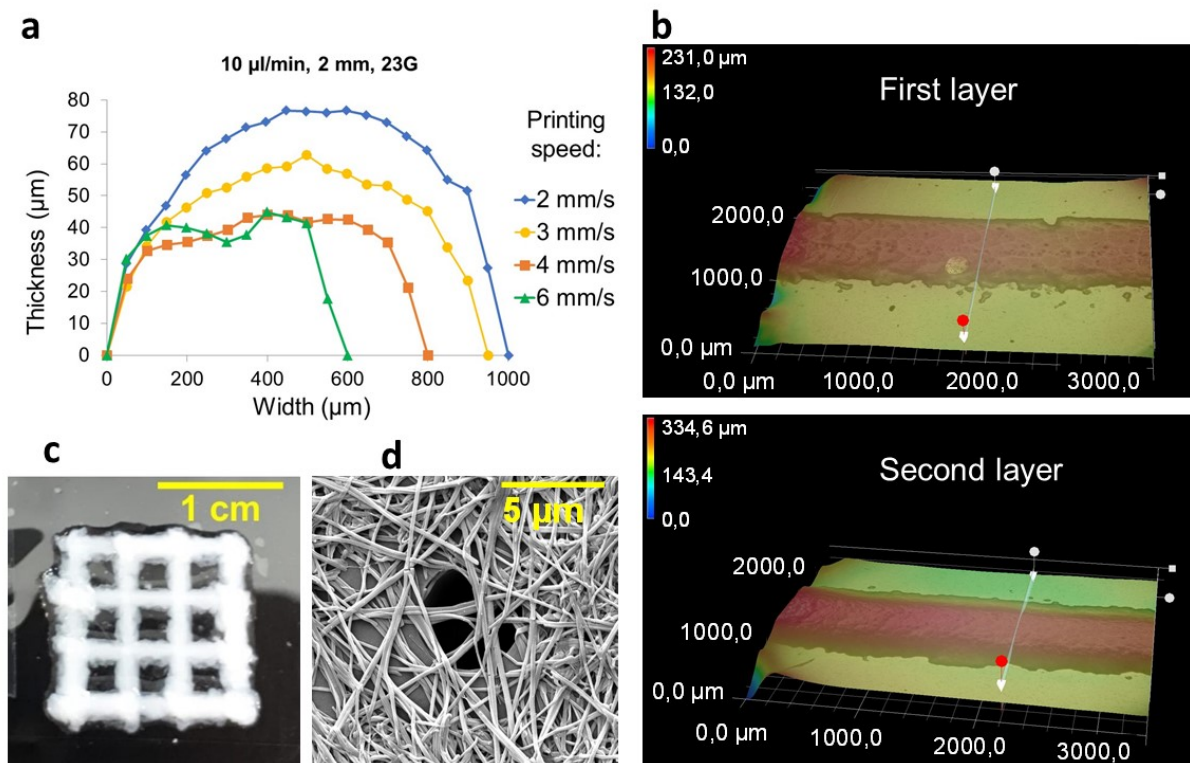 a
10 µl/min, 2 mm, 23G
Thickness (µm)
80
70
60
50
40
30
20
10
0
0 200 400 600 800 1000
Width (µm)
Printing
speed:
2 mm/s
3 mm/s
4 mm/s
6 mm/s
b
231,0 µm
132,0
0,0
First layer
2000,0
1000,0
0,0 µm
0,0 µm 1000,0 2000,0 3000,0
334,6 µm
143,4
0,0
Second layer
2000,0
1000,0
0,0 µm
0,0 µm 1000,0 2000,0 3000,0
c
1 cm
d
5 µm